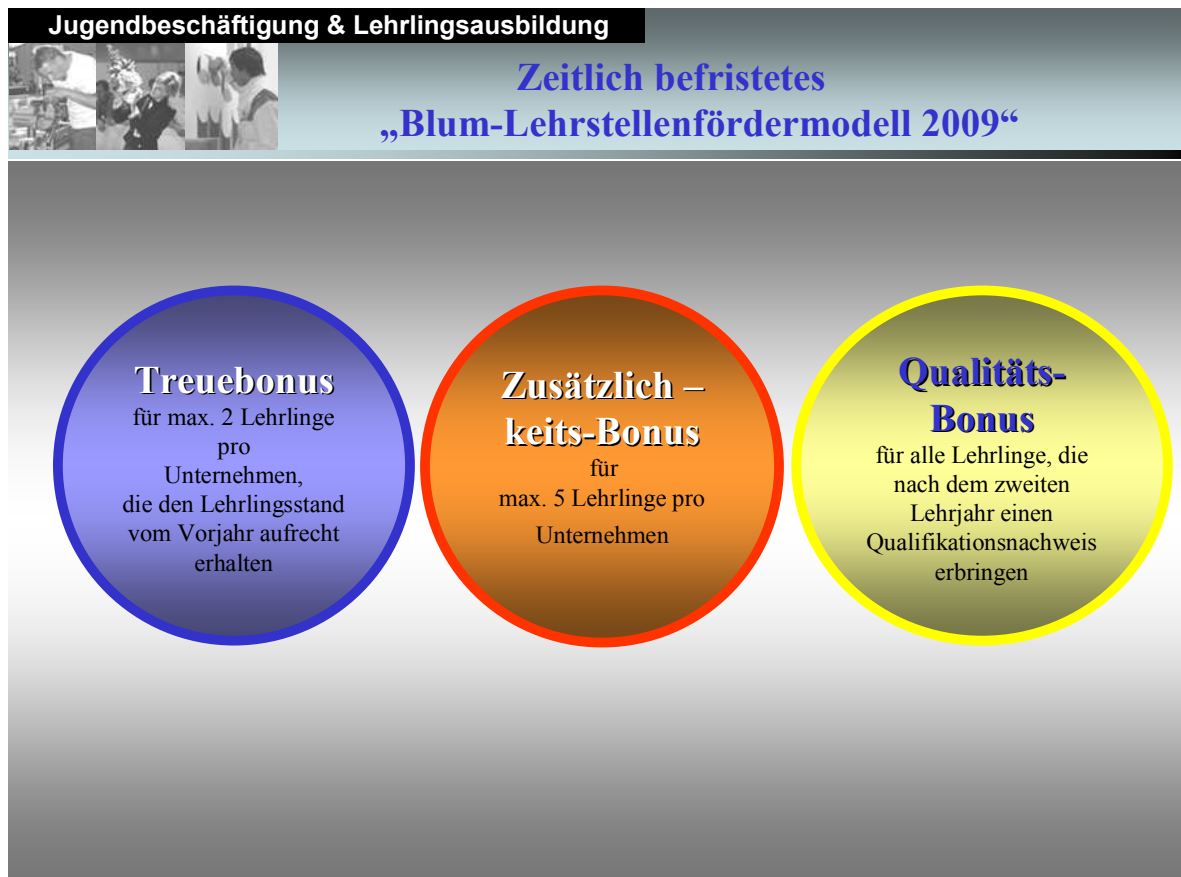 Jugendbeschäftigung & Lehrlingsausbildung
Zeitlich befristetes
„Blum-Lehrstellenfördermodell 2009“
Treuebonus
für max. 2 Lehrlinge
pro
Unternehmen,
die den Lehrlingsstand
vom Vorjahr aufrecht
erhalten
Zusätzlich –
keits-Bonus
für
max. 5 Lehrlinge pro
Unternehmen
Qualitäts-
Bonus
für alle Lehrlinge, die
nach dem zweiten
Lehrjahr einen
Qualifikationsnachweis
erbringen